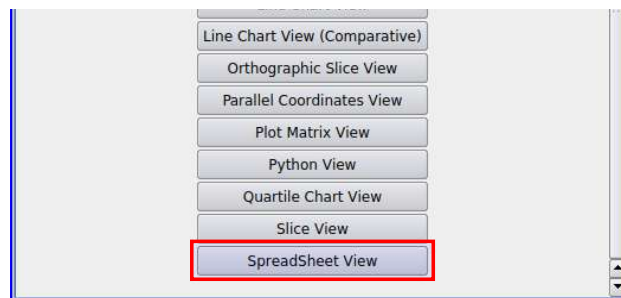 Line Chart View (Comparative)
Orthographic Slice View
Parallel Coordinates View
Plot Matrix View
Python View
Quartile Chart View
Slice View
SpreadSheet View